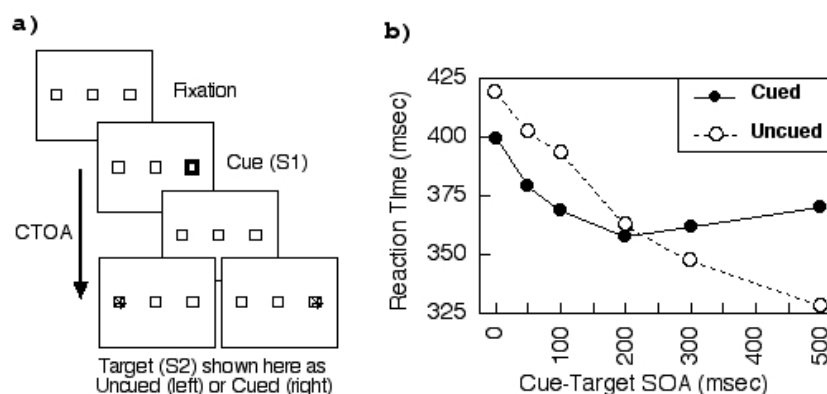 a)
Fixation
Cue (S1)
CTOA
Target (S2) shown here as
Uncued (left) or Cued (right)
b)
Reaction Time (msec)
425
400
375
350
325
Cued
Uncued
0
100
200
300
400
500
Cue-Target SOA (msec)